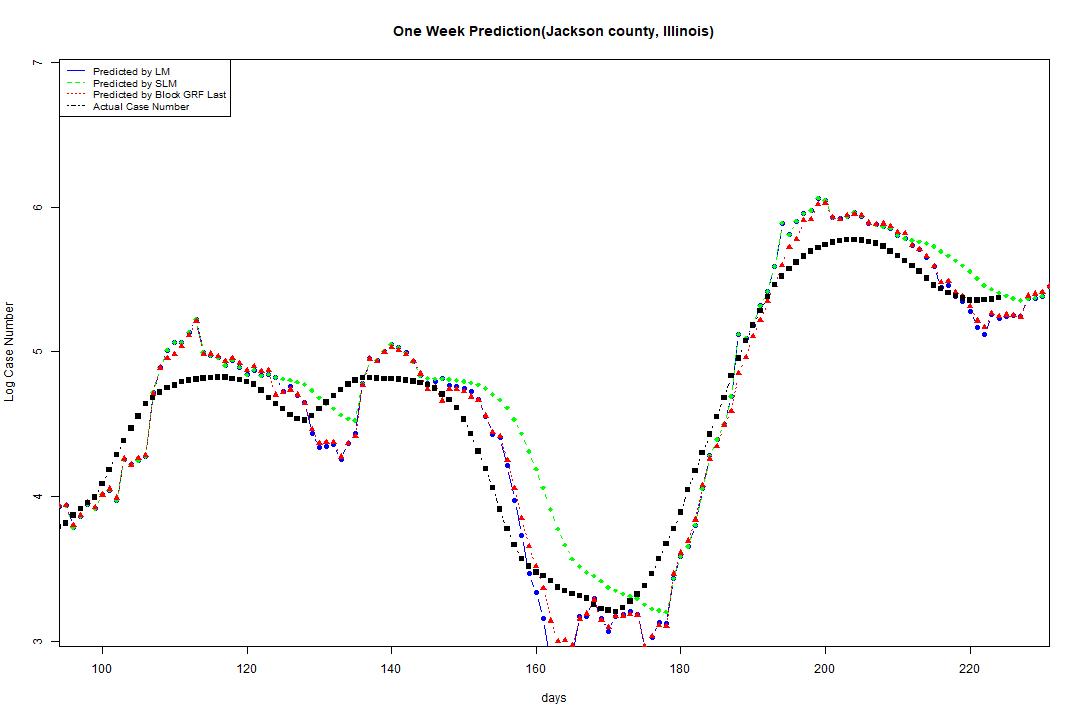 One Week Prediction(Jackson county, Illinois)
Predicted by LM
Predicted by SLM
Predicted by Block GRF Last
Actual Case Number
Log Case Number
7
6
5
4
3
100 120 140 160 180 200 220
days